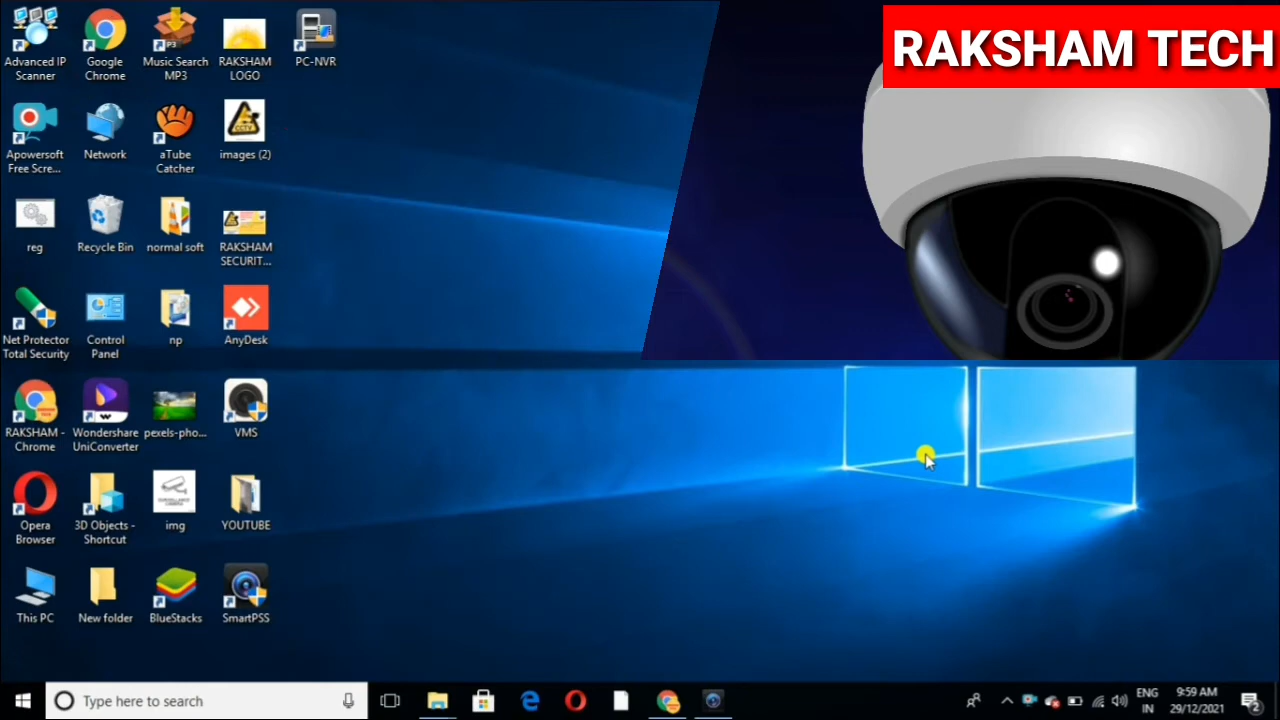 RAKSHAM TECH
Advanced IP
Scanner
Google
Chrome
Music Search
MP3
P3
RAKSHAM
LOGO
PC-NVR
Apowersoft
Free Scre...
Network
aTube
Catcher
images (2)
reg
Recycle Bin
normal soft
RAKSHAM
SECURIT...
Net Protector
Total Security
Control
Panel
np
AnyDesk
RAKSHAM -
Chrome
Wondershare
UniConverter
pexels-pho...
VMS
Opera
Browser
3D Objects -
Shortcut
img
YOUTUBE
This PC
New folder
BlueStacks
SmartPSS
Type here to search
ENG
IN
9:59 AM
29/12/2021
2